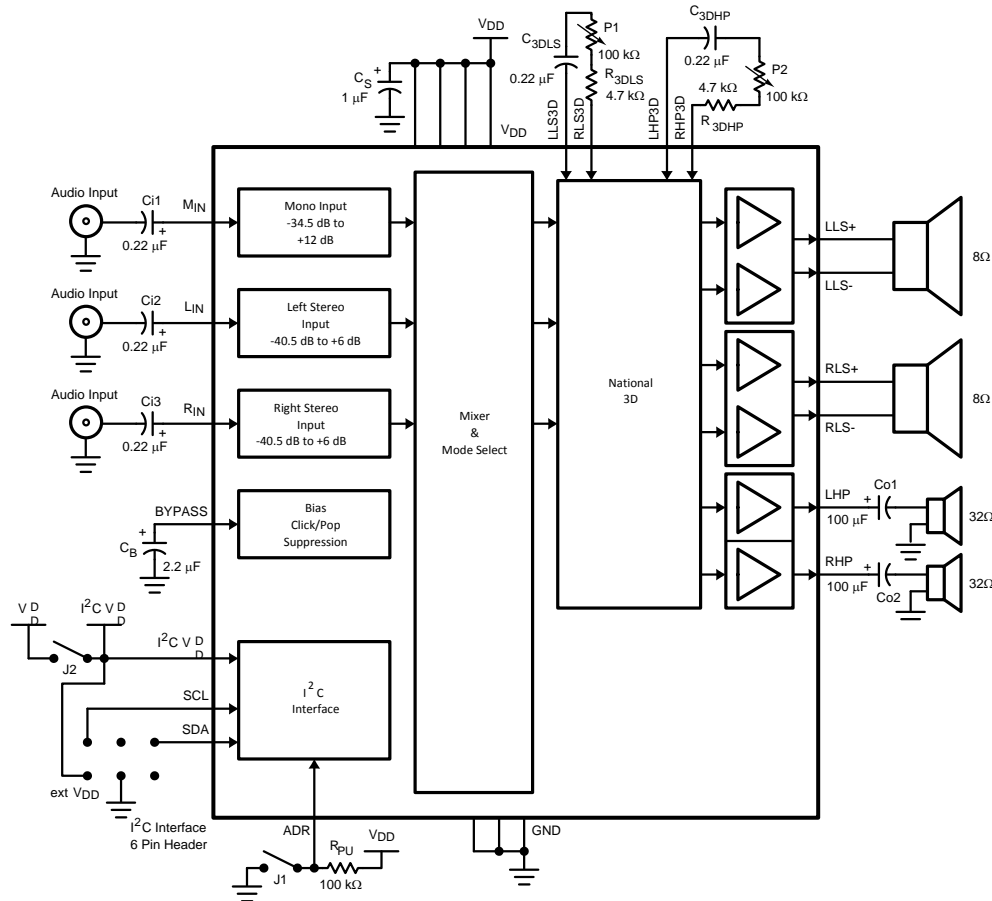 VDD
CS
+
1 µF
VDD
C3DLS
0.22 µF
P1
100 kΩ
R3DLS
4.7 kΩ
LLS3D
RLS3D
C3DHP
0.22 µF
P2
100 kΩ
4.7 kΩ
R3DHP
LHP3D
RHP3D
Audio Input
Ci1
+
0.22 µF
MIN
Mono Input
-34.5 dB to
+12 dB
Audio Input
Ci2
+
0.22 µF
LIN
Left Stereo
Input
-40.5 dB to +6 dB
Audio Input
Ci3
+
0.22 µF
RIN
Right Stereo
Input
-40.5 dB to +6 dB
BYPASS
+
CB
2.2 µF
Bias
Click/Pop
Suppression
Mixer
&
Mode Select
National
3D
LLS+
LLS-
8Ω
RLS+
RLS-
8Ω
LHP
+
Co1
100 µF
32Ω
RHP
+
100 µF
Co2
32Ω
VDD
I2C VDD
J2
I2C VDD
SCL
SDA
I2C
Interface
ext VDD
I2C Interface
6 Pin Header
ADR
J1
RPU
100 kΩ
VDD
GND